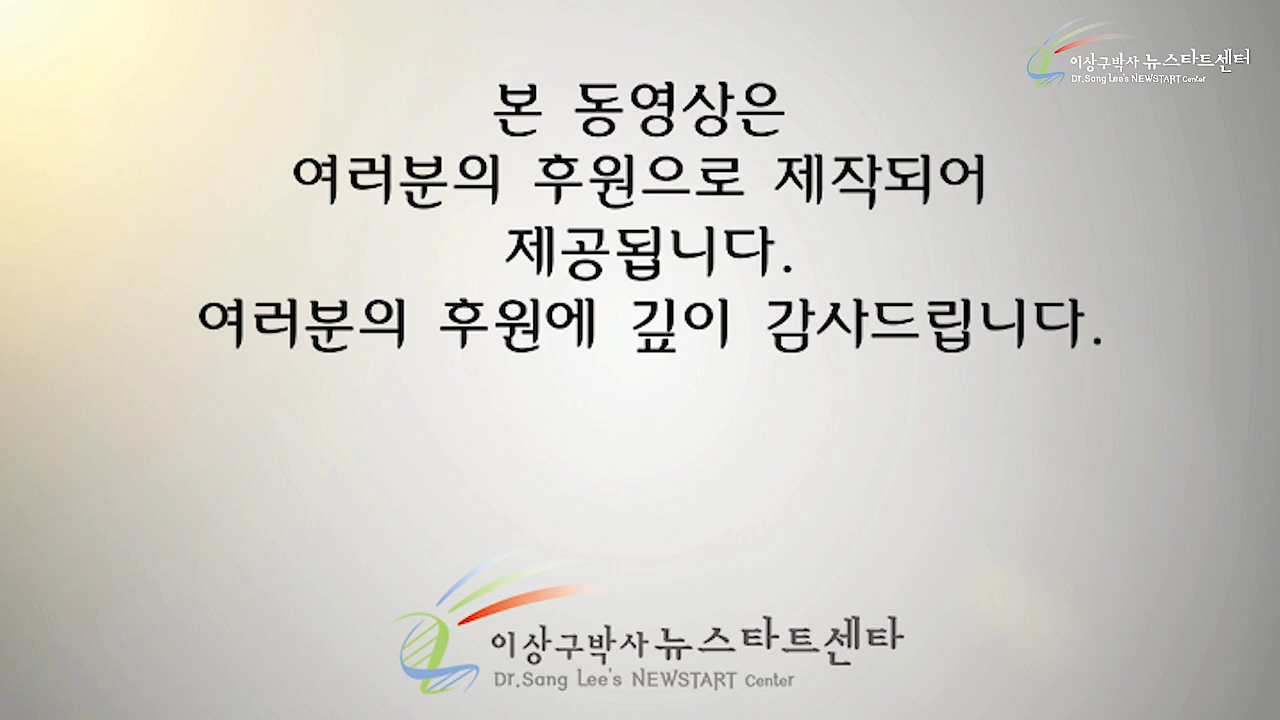 이상구박사 뉴스타트센터
Dr.Sang Lee's NEWSTART Center
본 동영상은
여러분의 후원으로 제작되어
제공됩니다.
여러분의 후원에 깊이 감사드립니다.
이상구박사 뉴스타트센타
Dr.Sang Lee's NEWSTART Center